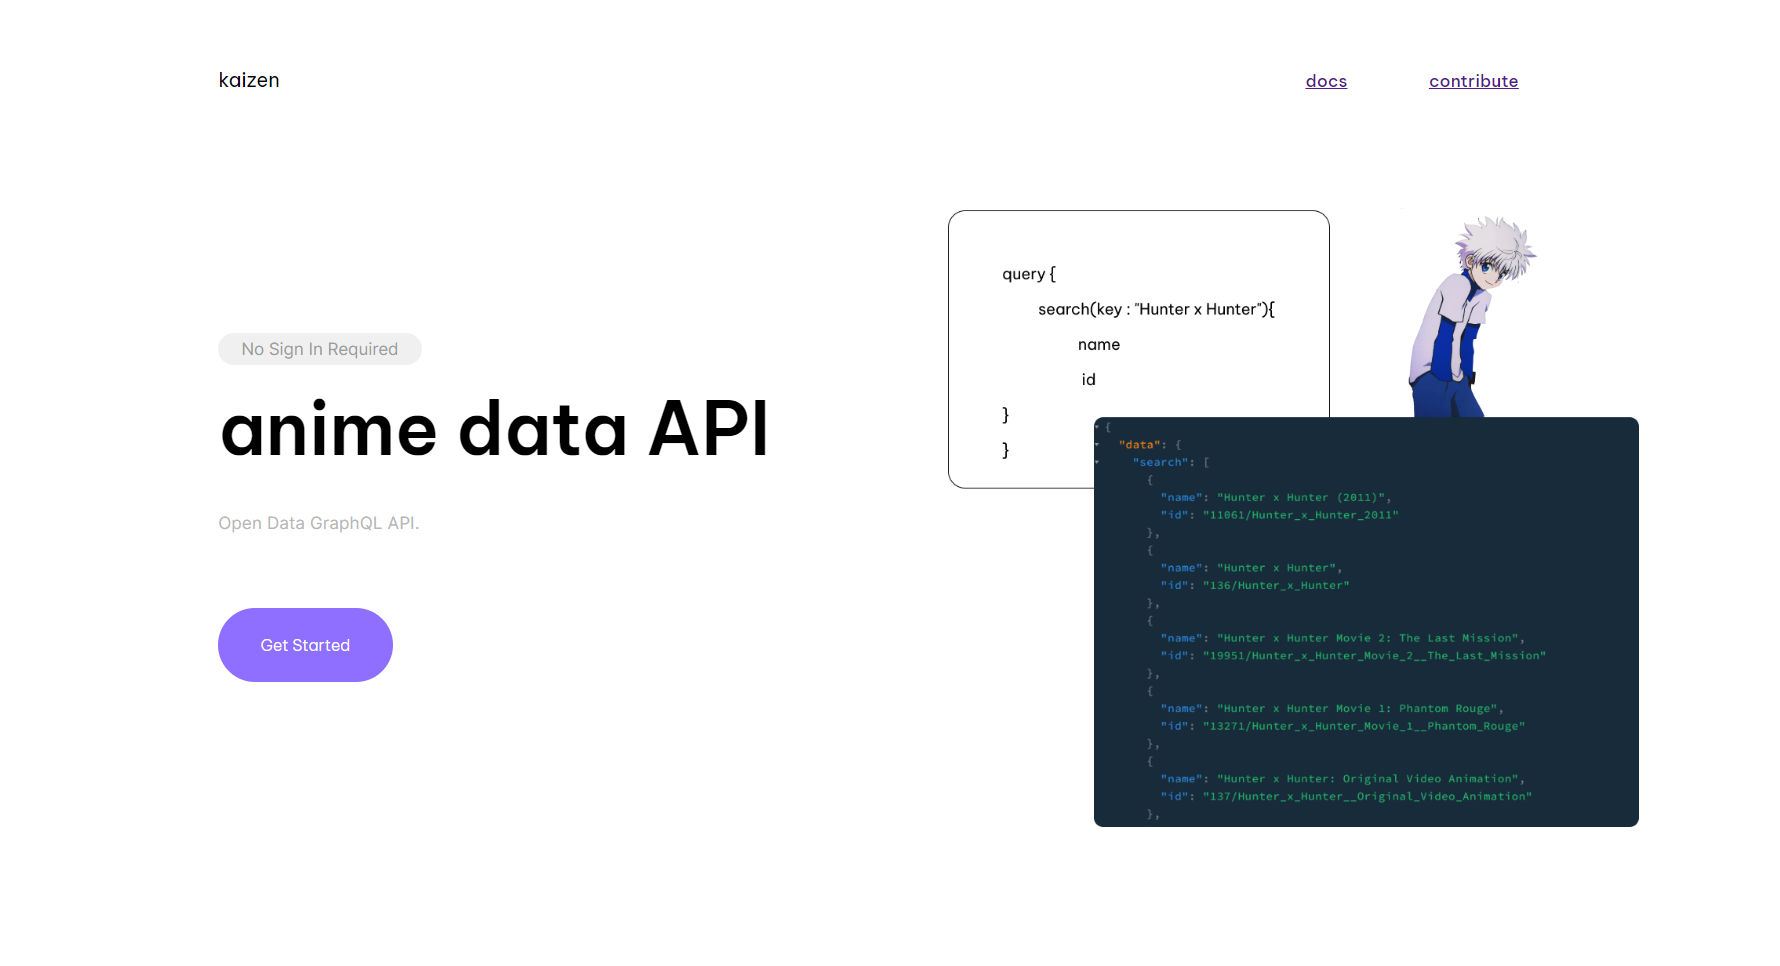 kaizen
docs
contribute
No Sign In Required
anime data API
Open Data GraphQL API.
Get Started
query {
search(key : "Hunter x Hunter"){
name
id
}
}
{
"data": {
"search": [
{
"name": "Hunter x Hunter (2011)",
"id": "11061/Hunter_x_Hunter_2011"
},
{
"name": "Hunter x Hunter",
"id": "136/Hunter_x_Hunter"
},
{
"name": "Hunter x Hunter Movie 2: The Last Mission",
"id": "19951/Hunter_x_Hunter_Movie_2__The_Last_Mission"
},
{
"name": "Hunter x Hunter Movie 1: Phantom Rouge",
"id": "13271/Hunter_x_Hunter_Movie_1__Phantom_Rouge"
},
{
"name": "Hunter x Hunter: Original Video Animation",
"id": "137/Hunter_x_Hunter__Original_Video_Animation"
},